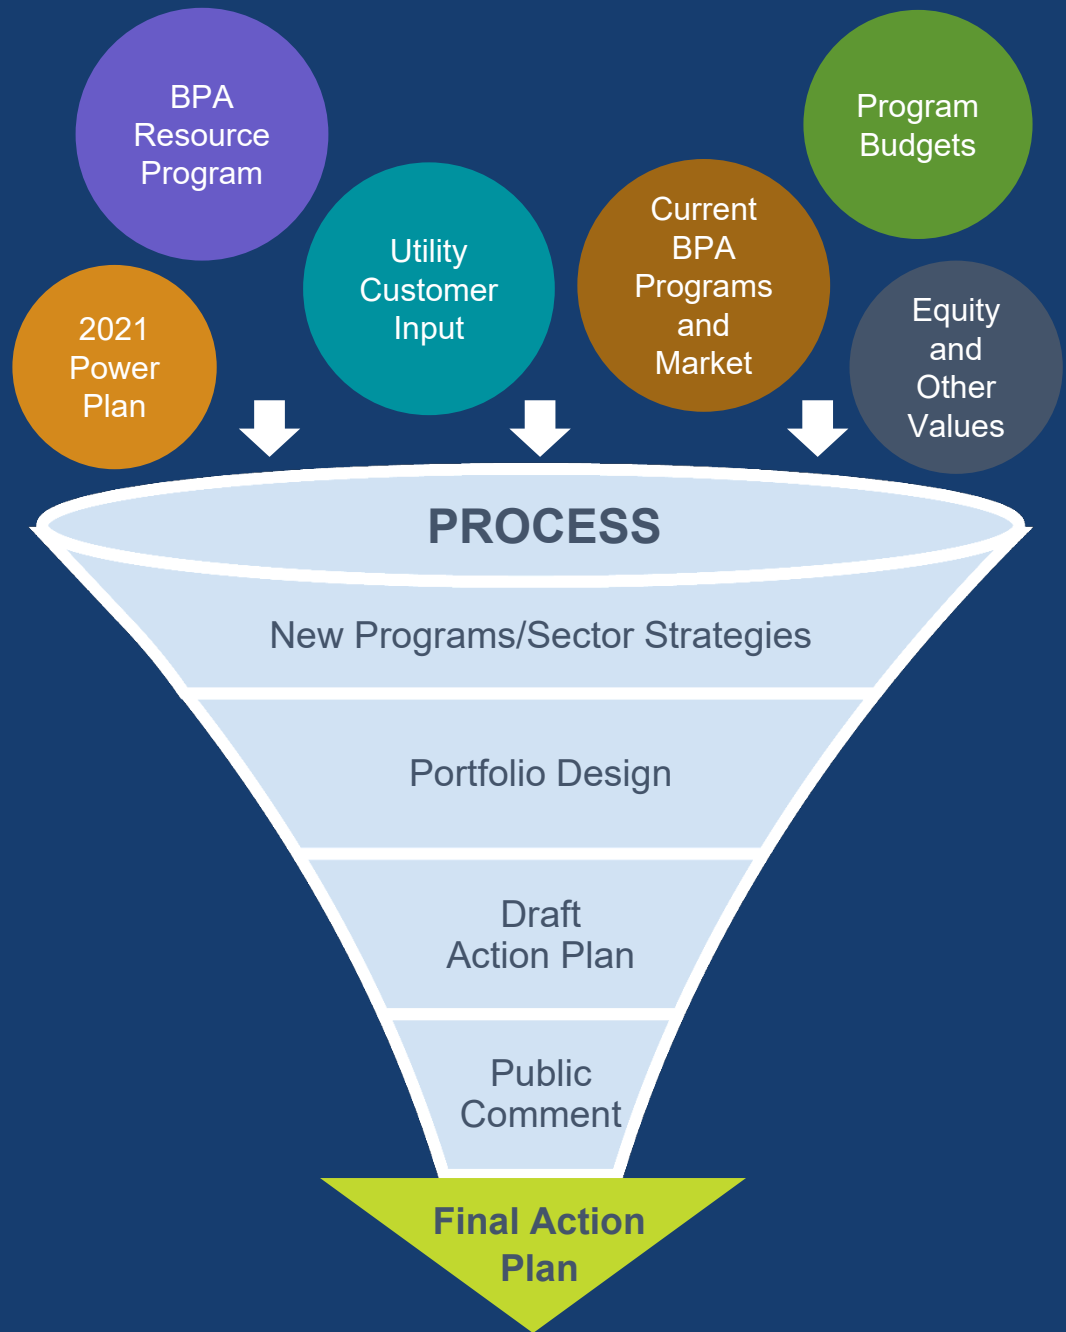 BPA
Resource
Program
Program
Budgets
Utility
Customer
Input
Current
BPA
Programs
and
Market
2021
Power
Plan
Equity
and
Other
Values
PROCESS
New Programs/Sector Strategies
Portfolio Design
Draft
Action Plan
Public
Comment
Final Action
Plan